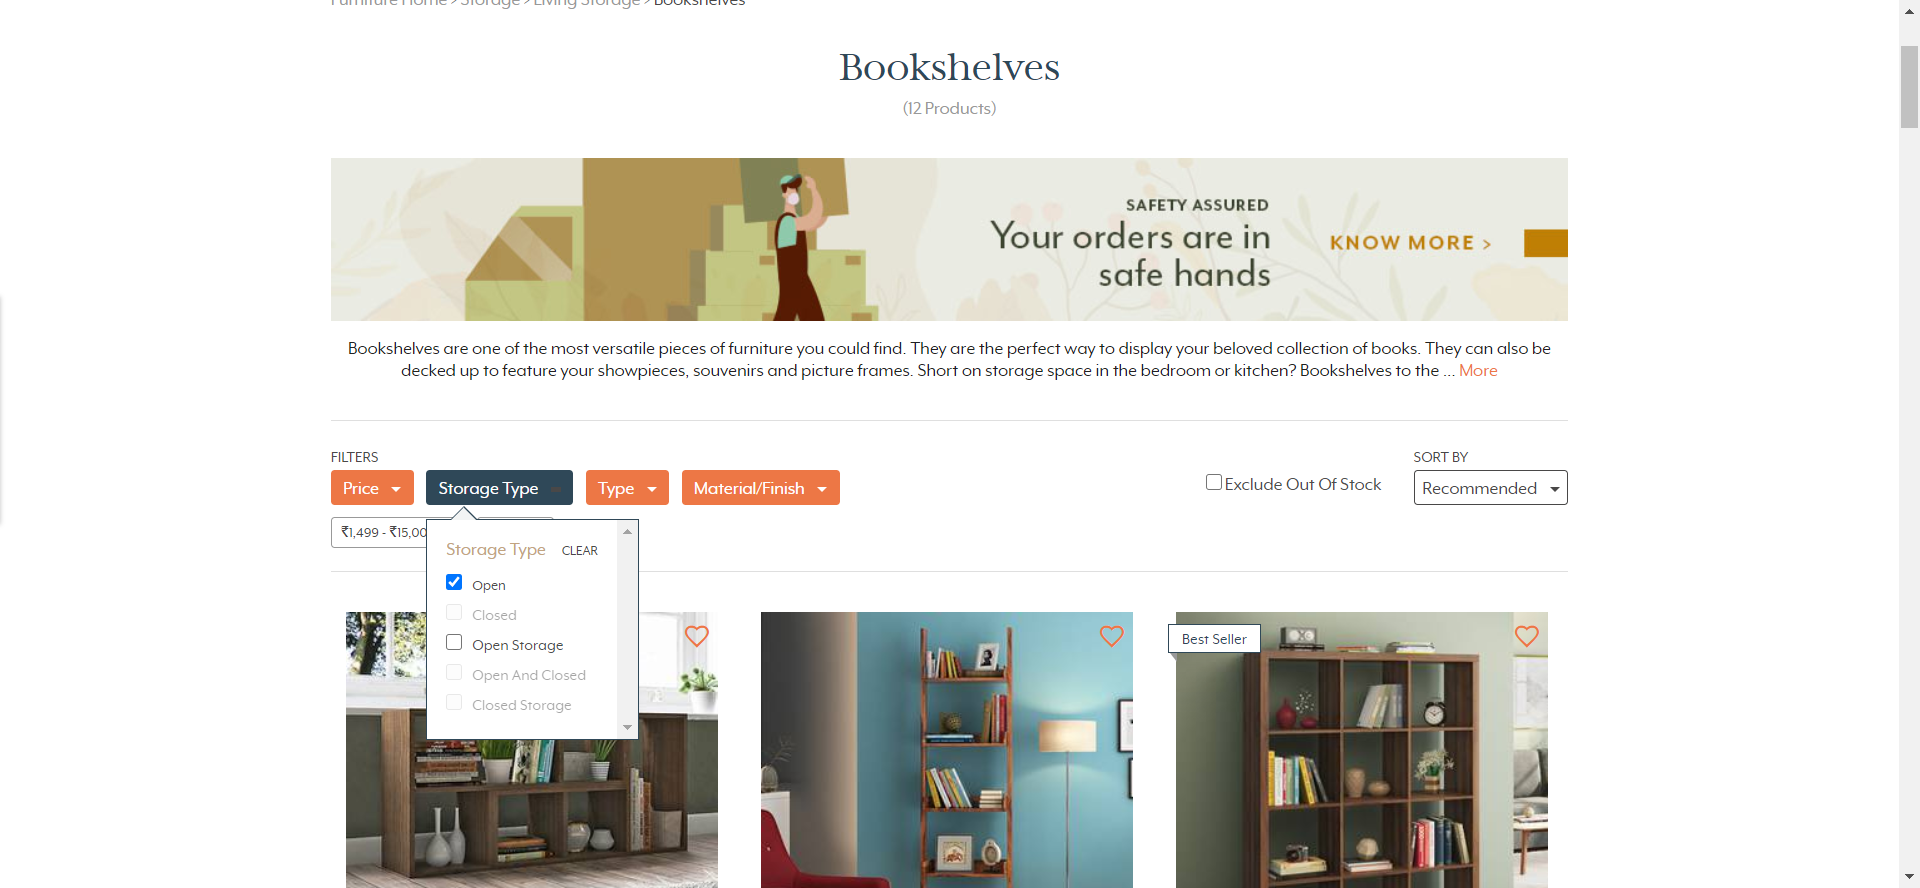 Furniture Home > Storage > Living Storage > Bookshelves
Bookshelves
(12 Products)
SAFETY ASSURED
Your orders are in
safe hands
KNOW MORE >
Bookshelves are one of the most versatile pieces of furniture you could find. They are the perfect way to display your beloved collection of books. They can also be
decked up to feature your showpieces, souvenirs and picture frames. Short on storage space in the bedroom or kitchen? Bookshelves to the ... More
FILTERS
Price
Storage Type
Type
Material/Finish
Exclude Out Of Stock
SORT BY
Recommended
₹1,499 - ₹15,00
Storage Type CLEAR
Open
Closed
Open Storage
Open And Closed
Closed Storage
Best Seller